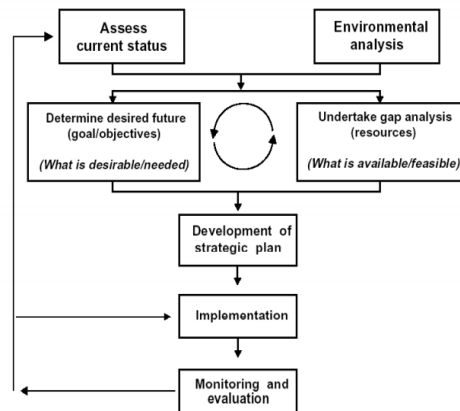 Assess
current status
Environmental
analysis
Determine desired future
(goal/objectives)
(What is desirable/needed)
Undertake gap analysis
(resources)
(What is available/feasible)
Development of
strategic plan
Implementation
Monitoring and
evaluation